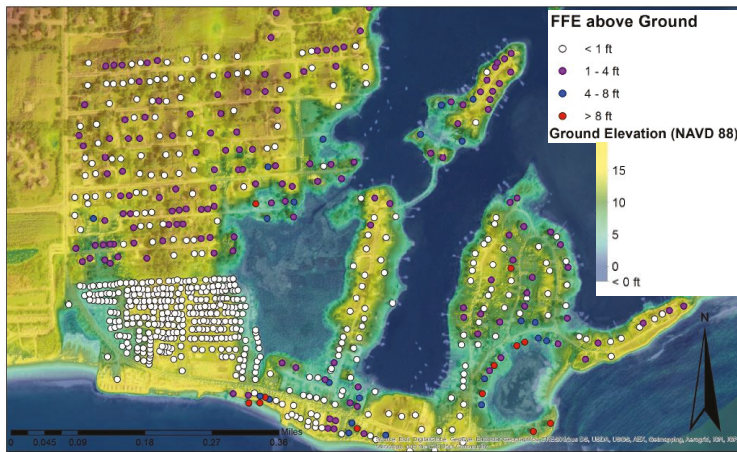 FFE above Ground
< 1 ft
1 - 4 ft
4 - 8 ft
> 8 ft
Ground Elevation (NAVD 88)
15
10
5
0
< 0 ft
N
Miles
0 0.045 0.09 0.18 0.27 0.36